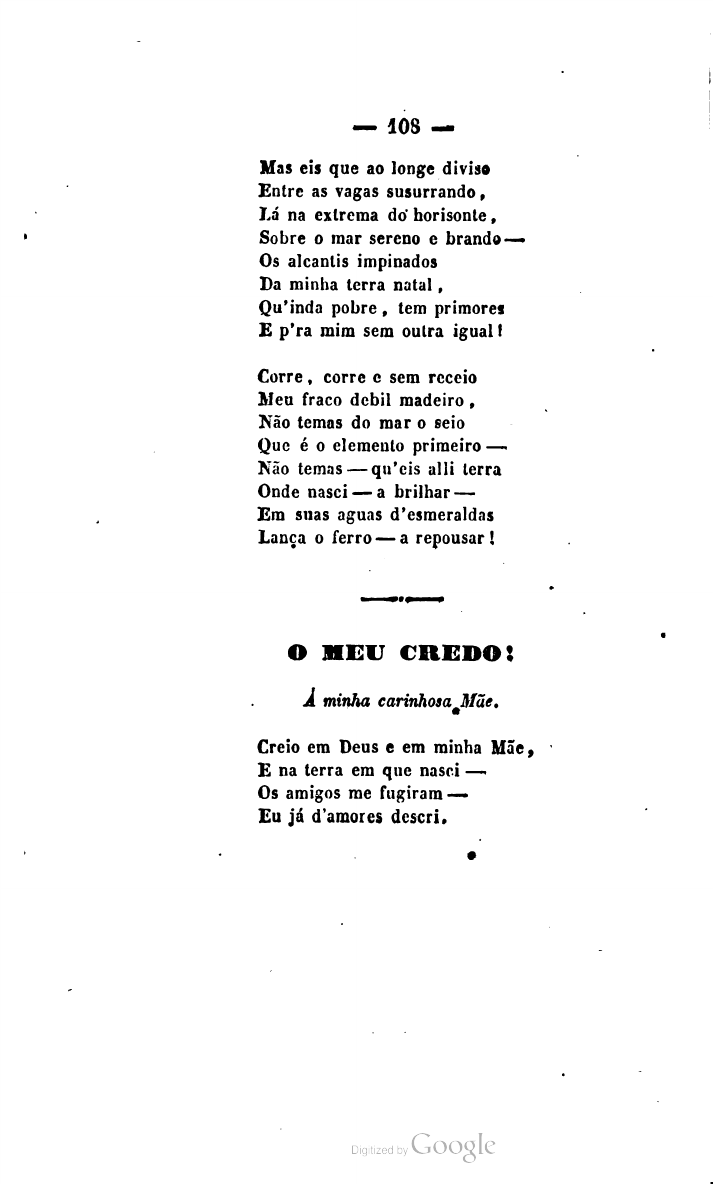 — 108 —
Mas eis que ao longe diviso
Entre as vagas susurrando,
Lá na extrema do horisonte,
Sobre o mar sereno e brando—
Os alcantis impinados
Da minha terra natal,
Qu'inda pobre, tem primores
E p'ra mim sem outra igual!
Corre, corre e sem receio
Meu fraco debil madeiro,
Não temas do mar o seio
Que é o elemento primeiro—
Não temas—qu'eis alli terra
Onde nasci—a brilhar—
Em suas aguas d'esmeraldas
Lança o ferro—a repousar!
O MEU CREDO!
Á minha carinhosa Mãe.
Creio em Deus e em minha Mãe,
E na terra em que nasci—
Os amigos me fugiram—
Eu já d'amores descri.
Digitized by Google